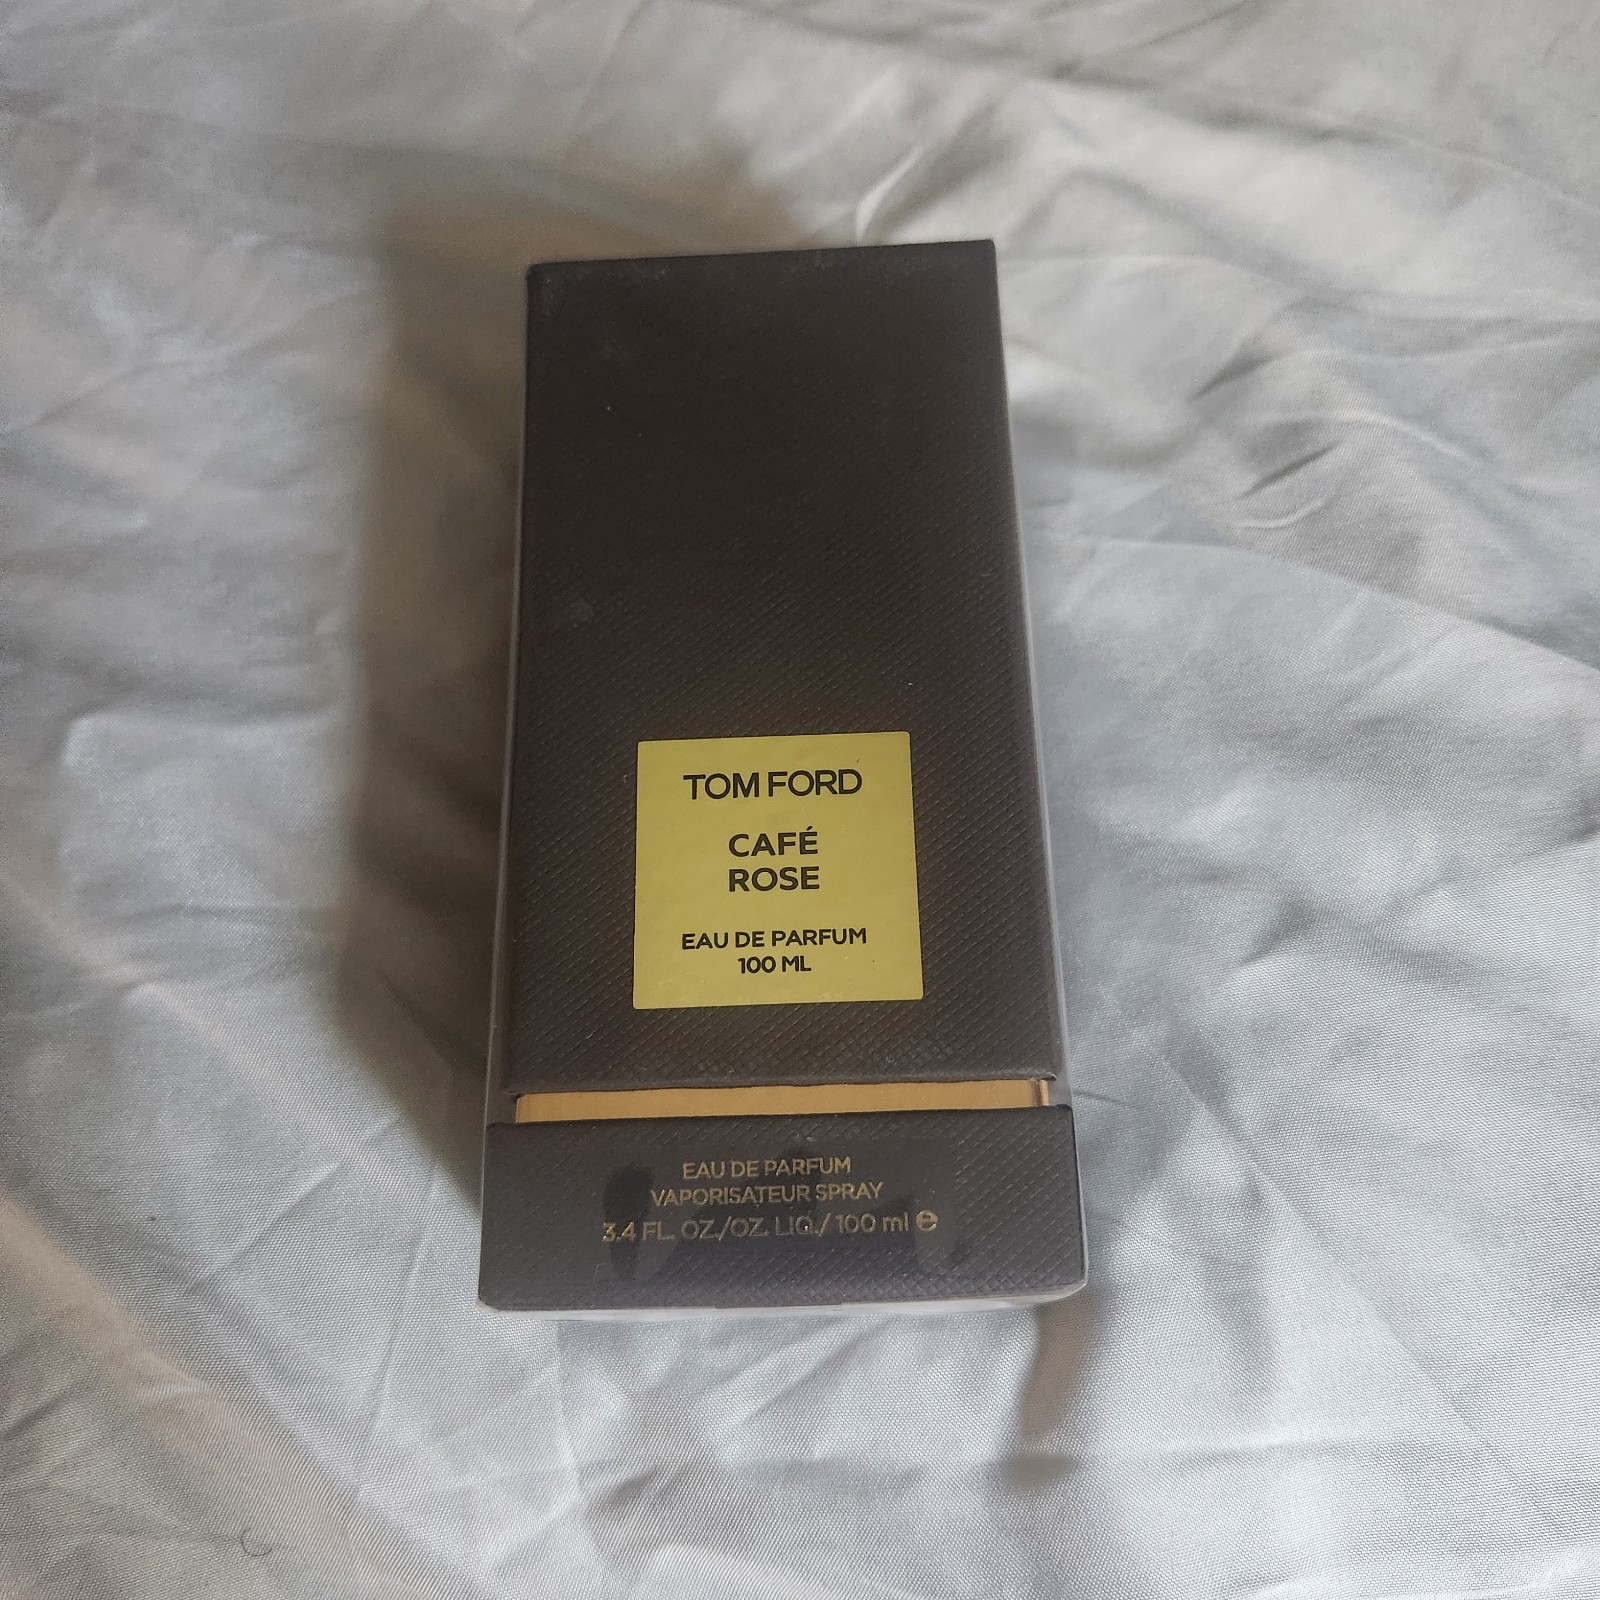 TOM FORD
CAFÉ
ROSE
EAU DE PARFUM
100 ML
EAU DE PARFUM
VAPORISATEUR SPRAY
3.4 FL. OZ./OZ. LIQ./ 100 ml ℮